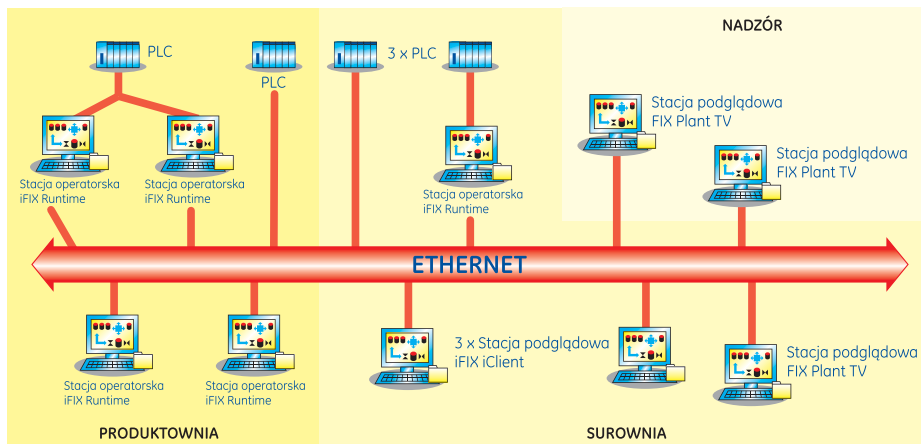 NADZÓR
PLC
PLC
3 x PLC
Stacja podglądowa
FIX Plant TV
Stacja podglądowa
FIX Plant TV
Stacja operatorska
iFIX Runtime
Stacja operatorska
iFIX Runtime
Stacja operatorska
iFIX Runtime
ETHERNET
Stacja operatorska
iFIX Runtime
Stacja operatorska
iFIX Runtime
3 x Stacja podglądowa
iFIX iClient
Stacja podglądowa
FIX Plant TV
PRODUKTOWNIA
SUROWNIA